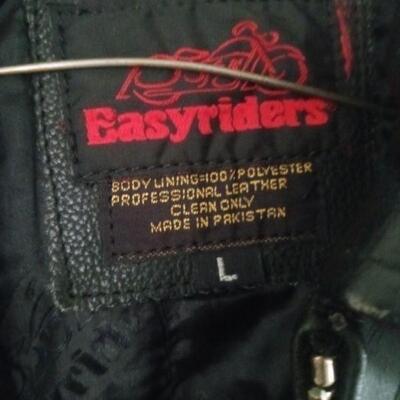 Easyriders
BODY LINING=100% POLYESTER
PROFESSIONAL LEATHER
CLEAN ONLY
MADE IN PAKISTAN
L